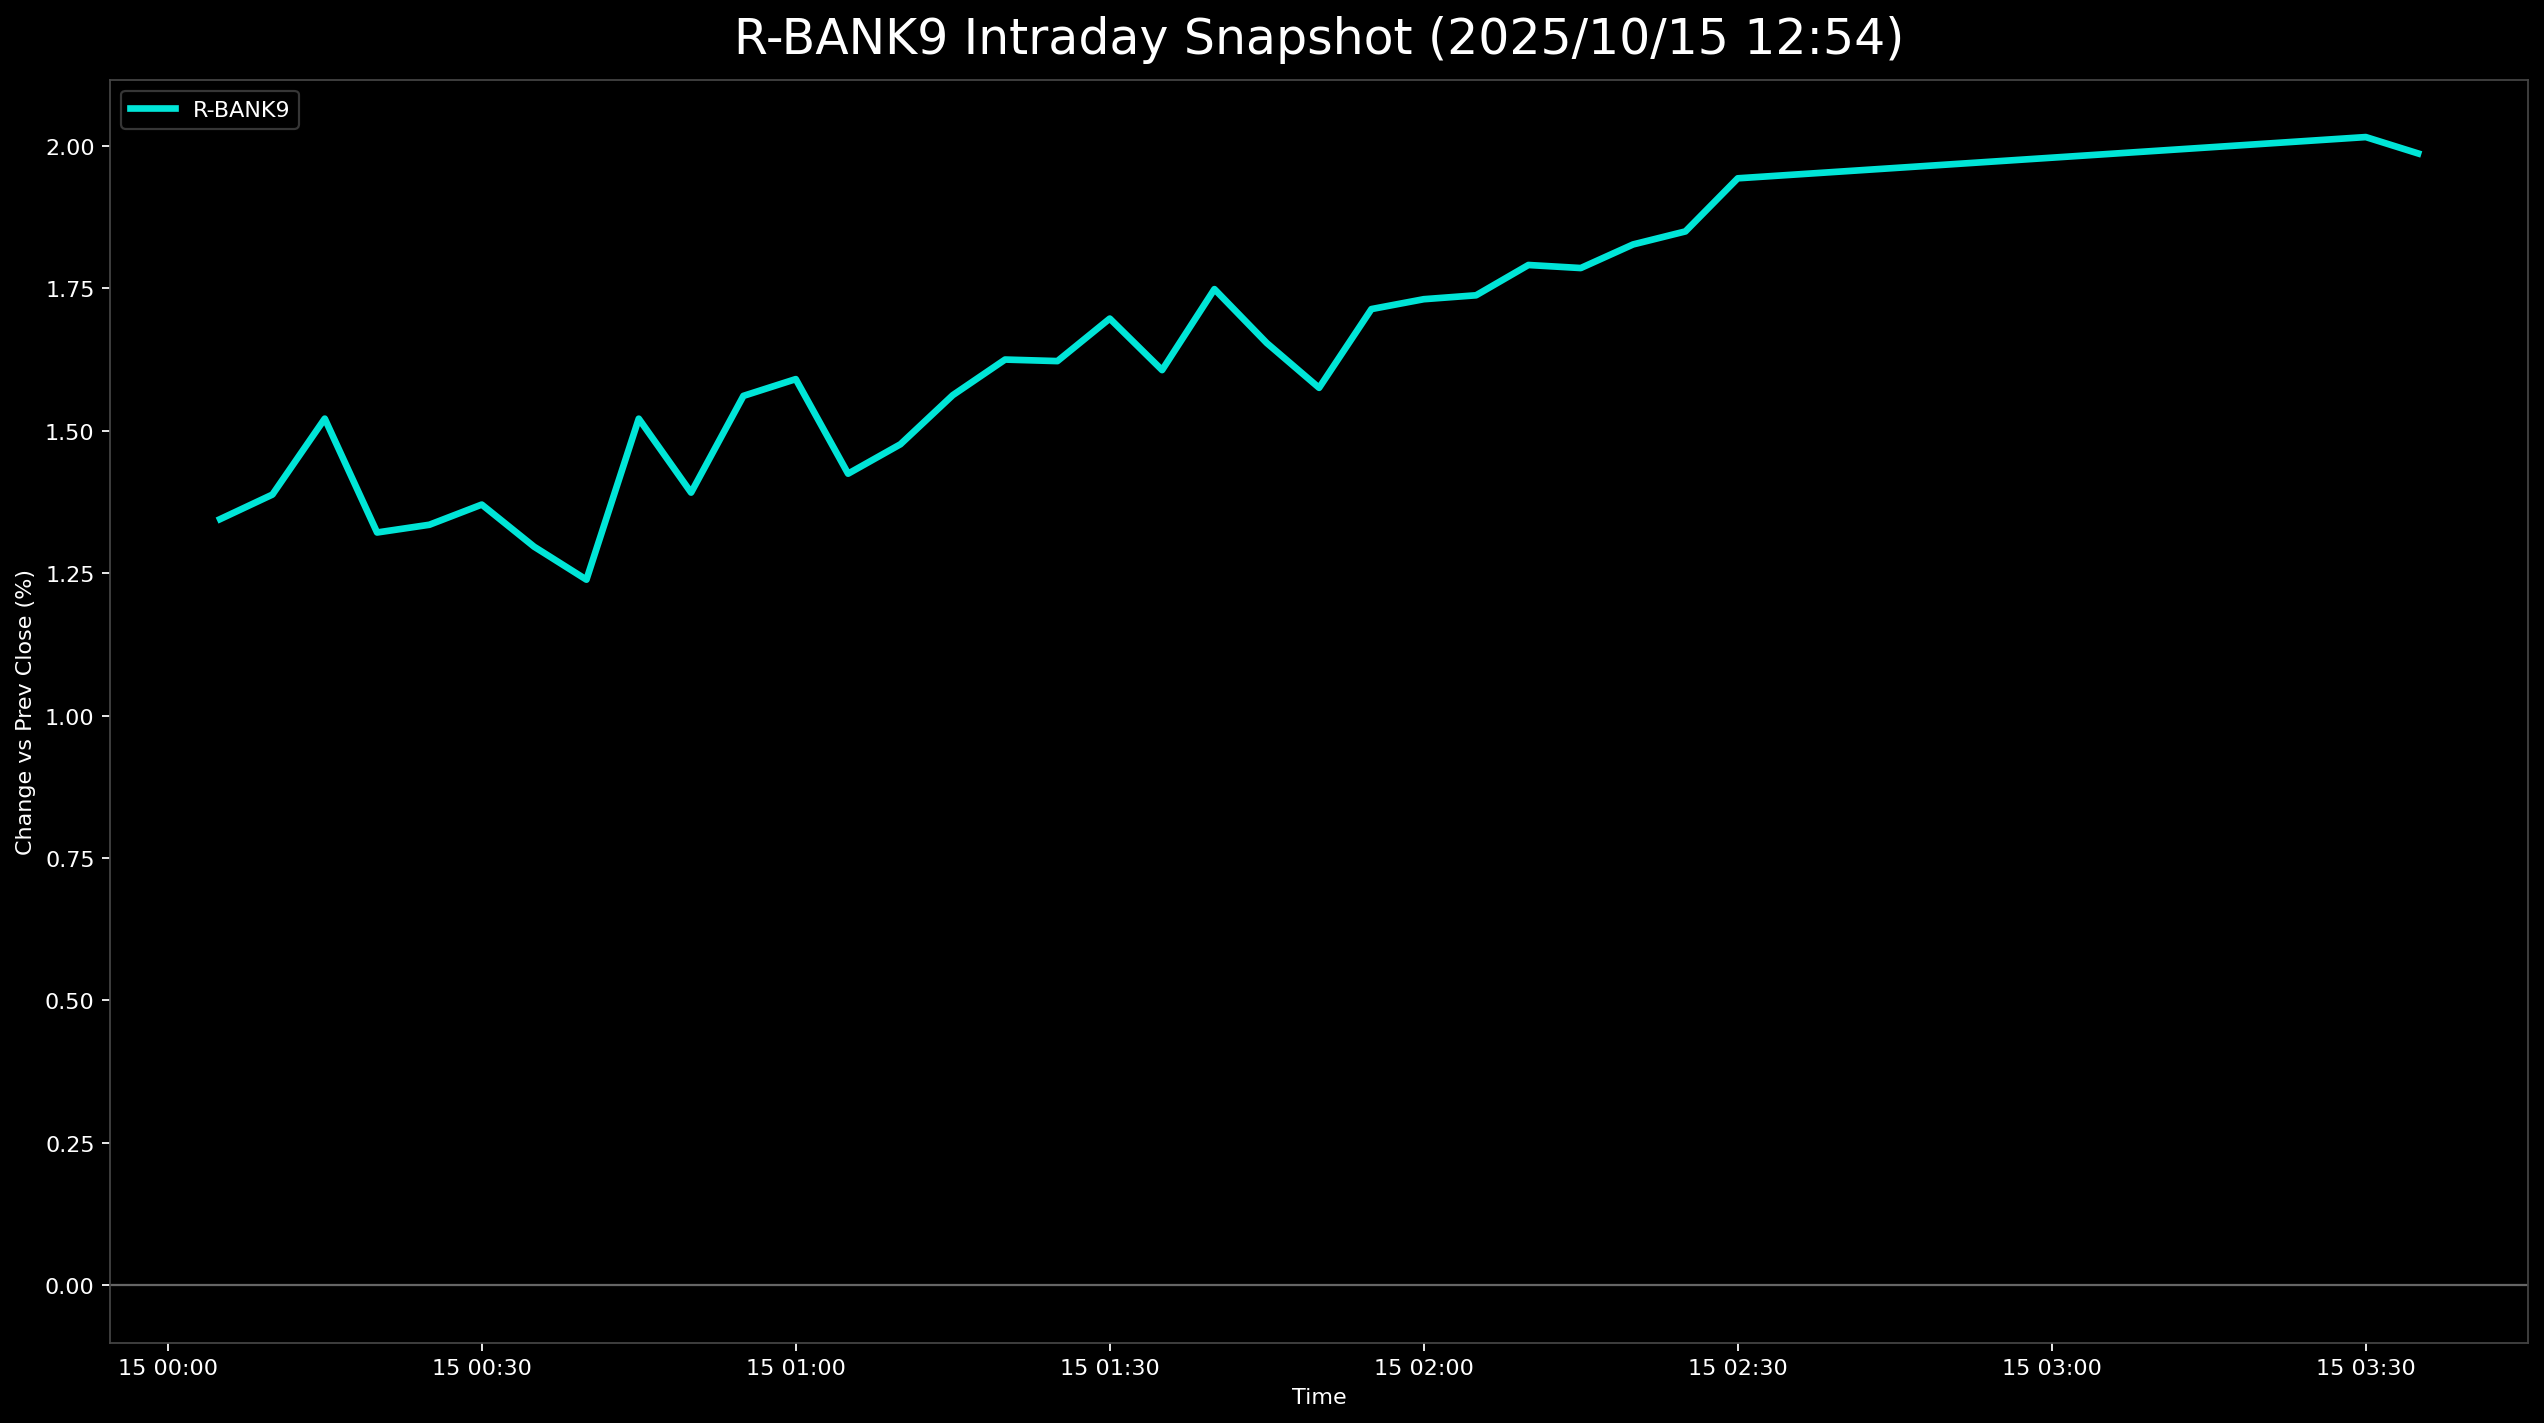 R-BANK9 Intraday Snapshot (2025/10/15 12:54)
R-BANK9
Change vs Prev Close (%)
2.00
1.75
1.50
1.25
1.00
0.75
0.50
0.25
0.00
15 00:00 15 00:30 15 01:00 15 01:30 15 02:00 15 02:30 15 03:00 15 03:30
Time